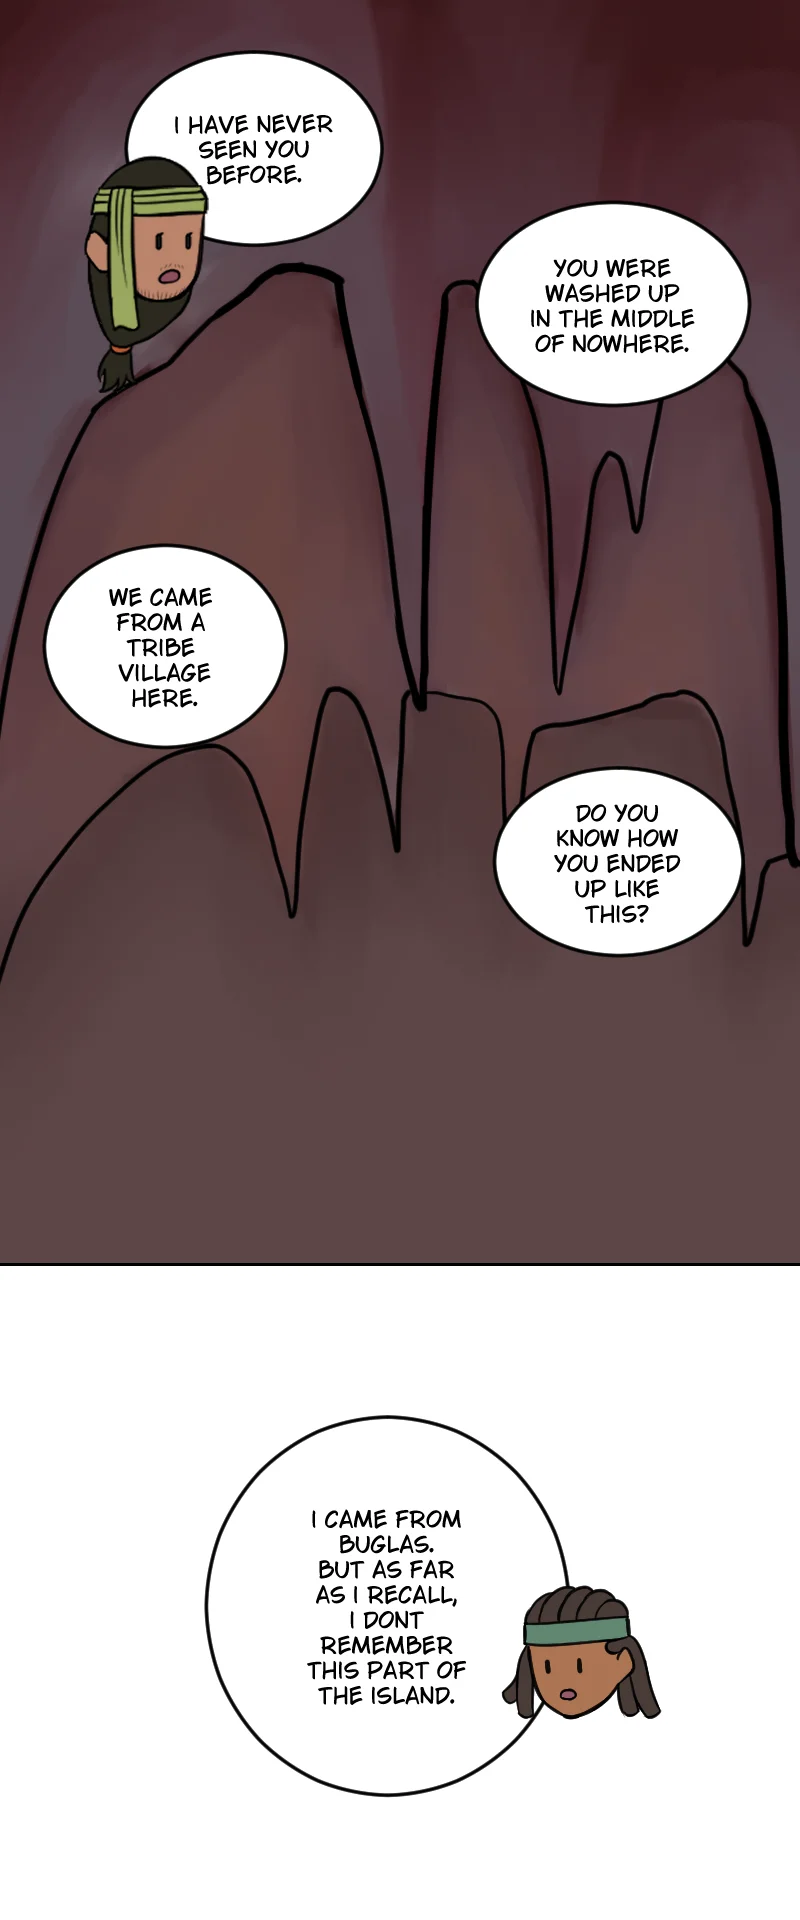 I HAVE NEVER
SEEN YOU
BEFORE.
YOU WERE
WASHED UP
IN THE MIDDLE
OF NOWHERE.
WE CAME
FROM A
TRIBE
VILLAGE
HERE.
DO YOU
KNOW HOW
YOU ENDED
UP LIKE
THIS?
I CAME FROM
BUGLAS.
BUT AS FAR
AS I RECALL,
I DONT
REMEMBER
THIS PART OF
THE ISLAND.